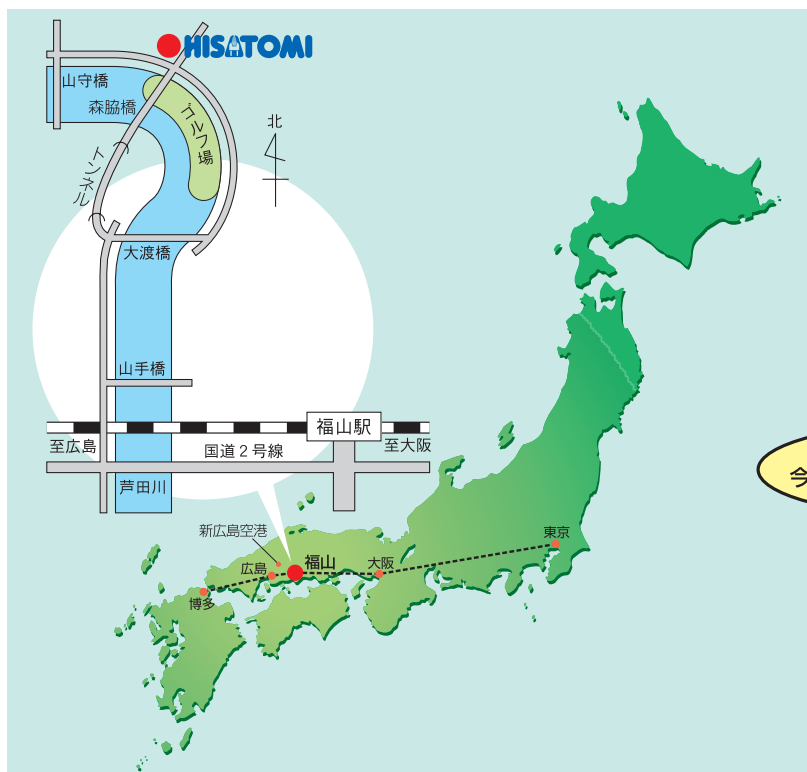 HISATOMI
山守橋
森脇橋
ゴルフ場
北
トンネル
大渡橋
山手橋
福山駅
至広島
国道2号線
至大阪
芦田川
今
新広島空港
東京
広島
福山
大阪
博多